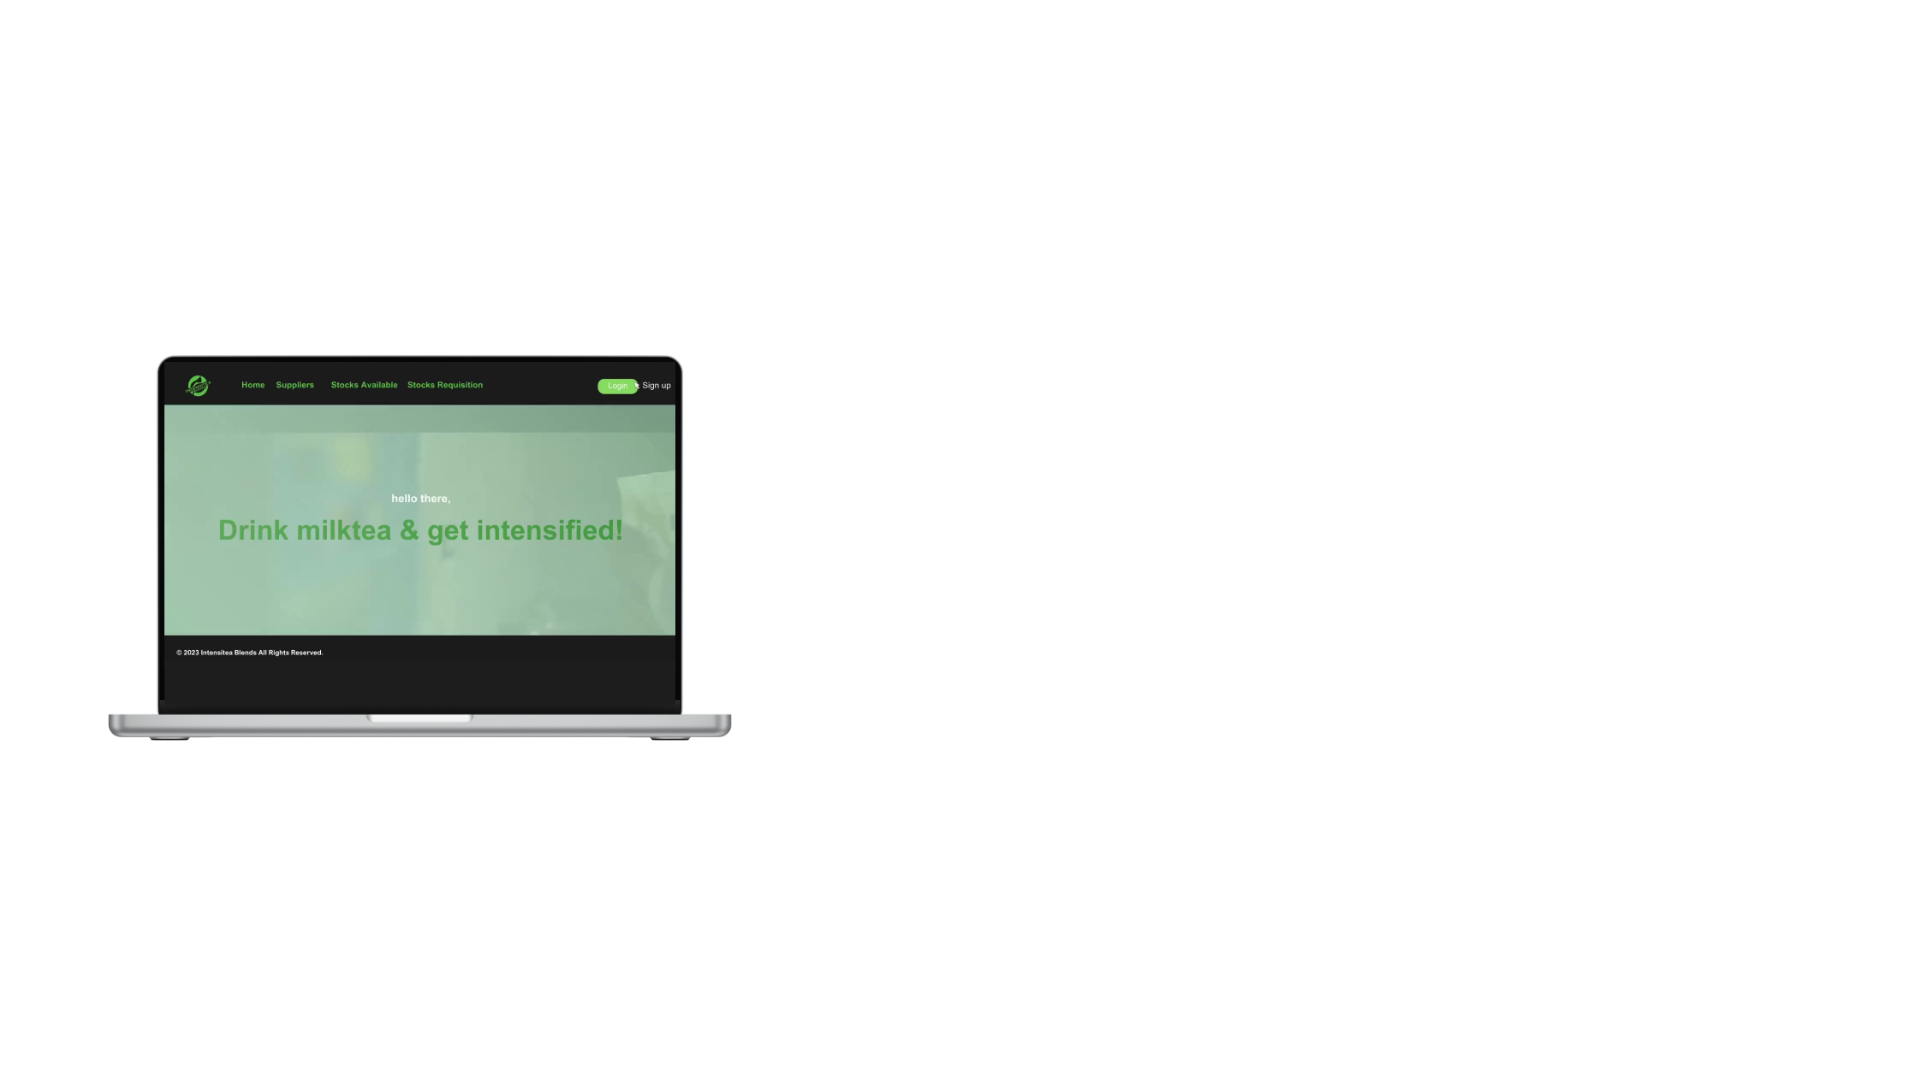 Home Suppliers Stocks Available Stocks Requisition Login Sign up
hello there,
Drink milktea & get intensified!
© 2023 Intensitea Blends All Rights Reserved.